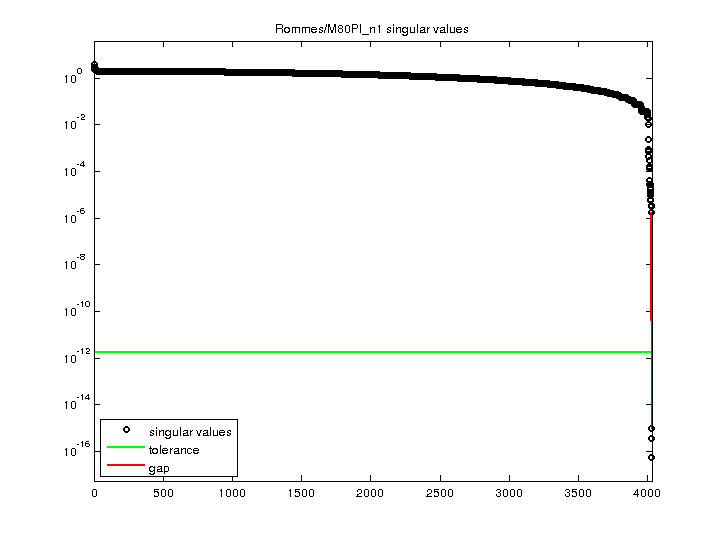 Rommes/M80PI_n1 singular values
10^0
10^-2
10^-4
10^-6
10^-8
10^-10
10^-12
10^-14
10^-16
singular values
tolerance
gap
0 500 1000 1500 2000 2500 3000 3500 4000